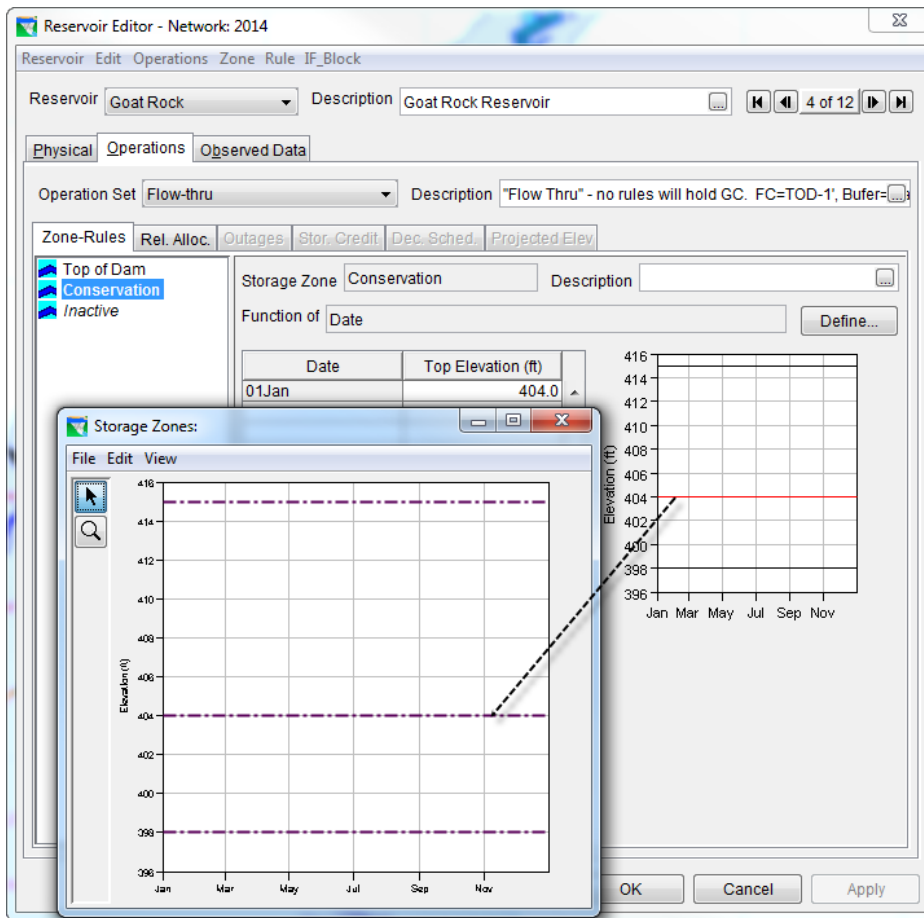 Reservoir Editor - Network: 2014
Reservoir Edit Operations Zone Rule IF_Block
Reservoir Goat Rock Description Goat Rock Reservoir ... 4 of 12
Physical Operations Observed Data
Operation Set Flow-thru Description "Flow Thru" - no rules will hold GC. FC=TOD-1', Bufer= ...
Zone-Rules Rel. Alloc. Outages Stor. Credit Dec. Sched. Projected Elev
Top of Dam
Conservation
Inactive
Storage Zone Conservation Description ...
Function of Date Define...
Date Top Elevation (ft)
01Jan 404.0
416
414
412
410
408
406
404
402
400
398
396
Elevation (ft)
Jan Mar May Jul Sep Nov
Storage Zones:
File Edit View
416
414
412
410
408
406
404
402
400
398
396
Elevation (ft)
Jan Mar May Jul Sep Nov
OK Cancel Apply